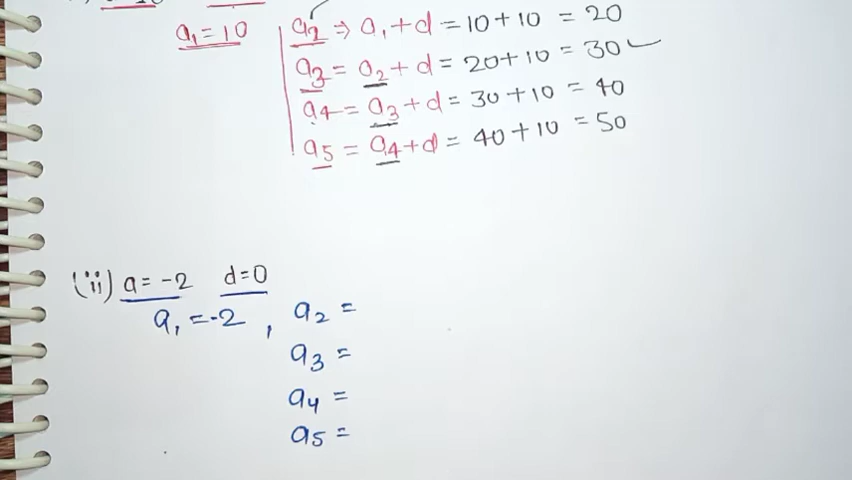 a₁ = 10
a₂ ⇒ a₁ + d = 10 + 10 = 20
a₃ = a₂ + d = 20 + 10 = 30
a₄ = a₃ + d = 30 + 10 = 40
a₅ = a₄ + d = 40 + 10 = 50
(ii) a = -2 d = 0
a₁ = -2 , a₂ =
a₃ =
a₄ =
a₅ =